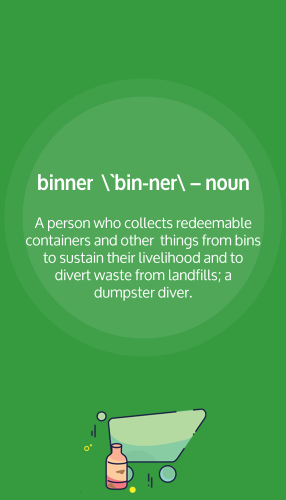 binner \`bin-ner\ – noun
A person who collects redeemable
containers and other things from bins
to sustain their livelihood and to
divert waste from landfills; a
dumpster diver.